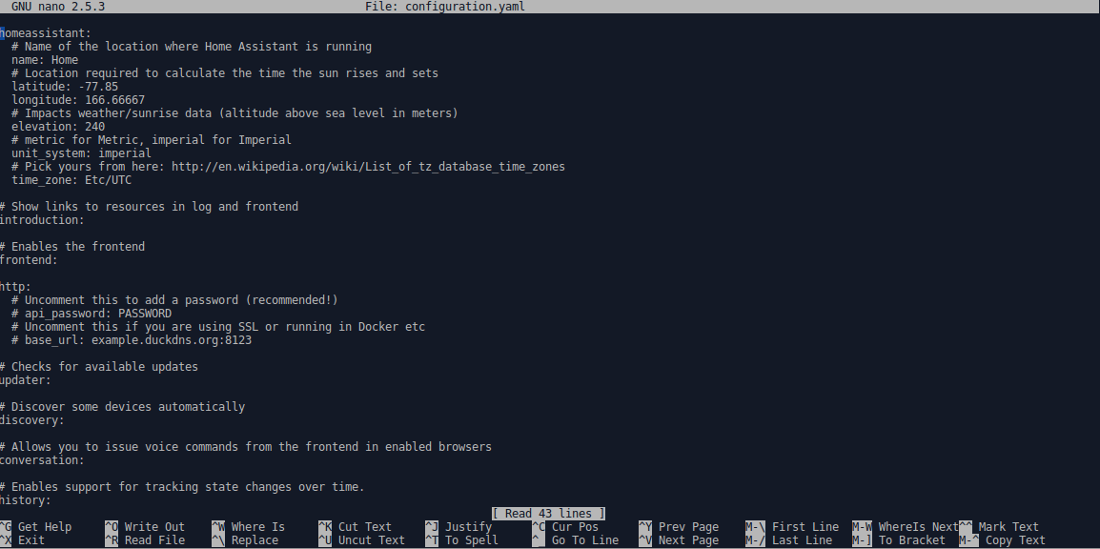 GNU nano 2.5.3 File: configuration.yaml
homeassistant:
  # Name of the location where Home Assistant is running
  name: Home
  # Location required to calculate the time the sun rises and sets
  latitude: -77.85
  longitude: 166.66667
  # Impacts weather/sunrise data (altitude above sea level in meters)
  elevation: 240
  # metric for Metric, imperial for Imperial
  unit_system: imperial
  # Pick yours from here: http://en.wikipedia.org/wiki/List_of_tz_database_time_zones
  time_zone: Etc/UTC
# Show links to resources in log and frontend
introduction:
# Enables the frontend
frontend:
http:
  # Uncomment this to add a password (recommended!)
  # api_password: PASSWORD
  # Uncomment this if you are using SSL or running in Docker etc
  # base_url: example.duckdns.org:8123
# Checks for available updates
updater:
# Discover some devices automatically
discovery:
# Allows you to issue voice commands from the frontend in enabled browsers
conversation:
# Enables support for tracking state changes over time.
history:
[ Read 43 lines ]
^G Get Help ^O Write Out ^W Where Is ^K Cut Text ^J Justify ^C Cur Pos ^Y Prev Page M-\ First Line M-W WhereIs Next ^^ Mark Text
^X Exit ^R Read File ^\ Replace ^U Uncut Text ^T To Spell ^_ Go To Line ^V Next Page M-/ Last Line M-] To Bracket M-^ Copy Text